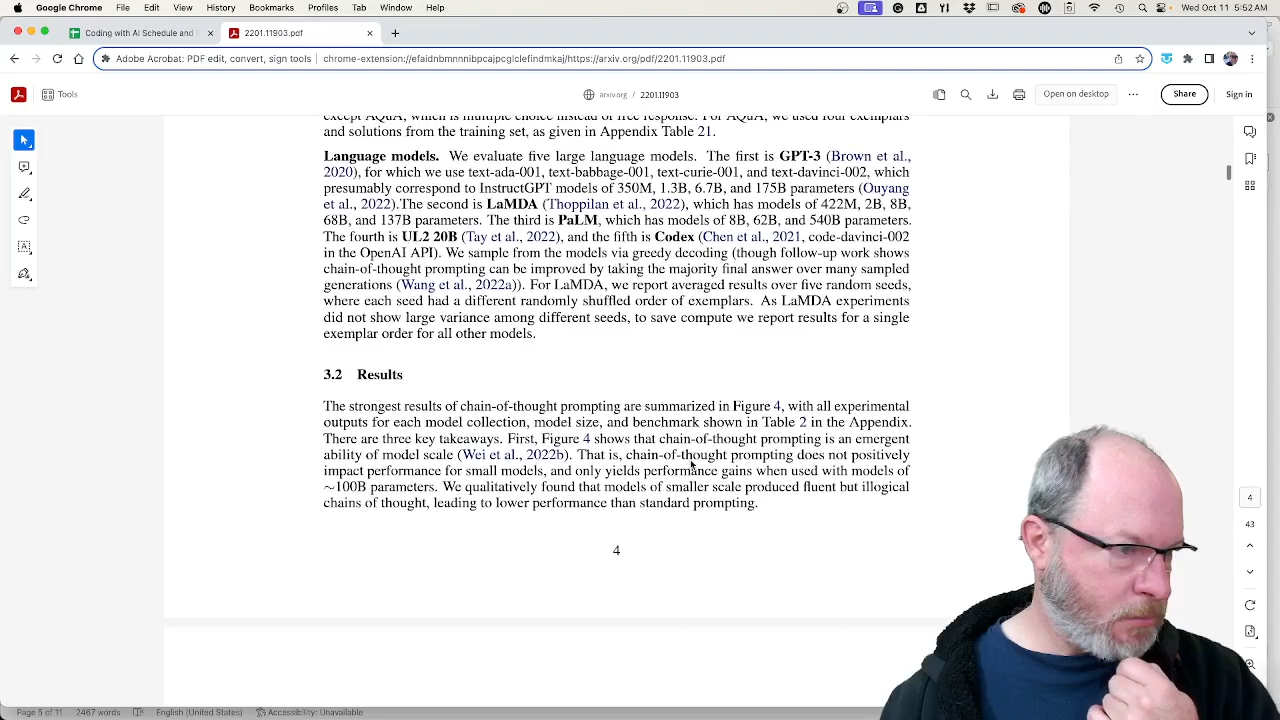 Google Chrome File Edit View History Bookmarks Profiles Tab Window Help
Wed Oct 11 5:52 AM
Coding with AI Schedule and
2201.11903.pdf
Adobe Acrobat: PDF edit, convert, sign tools | chrome-extension://efaidnbmnnnibpcajpcglclefindmkaj/https://arxiv.org/pdf/2201.11903.pdf
Tools
arxiv.org / 2201.11903
Open on desktop
Share
Sign in
except AQuA, which is multiple choice instead of free response. For AQuA, we used four exemplars
and solutions from the training set, as given in Appendix Table 21.
Language models. We evaluate five large language models. The first is GPT-3 (Brown et al.,
2020), for which we use text-ada-001, text-babbage-001, text-curie-001, and text-davinci-002, which
presumably correspond to InstructGPT models of 350M, 1.3B, 6.7B, and 175B parameters (Ouyang
et al., 2022).The second is LaMDA (Thoppilan et al., 2022), which has models of 422M, 2B, 8B,
68B, and 137B parameters. The third is PaLM, which has models of 8B, 62B, and 540B parameters.
The fourth is UL2 20B (Tay et al., 2022), and the fifth is Codex (Chen et al., 2021, code-davinci-002
in the OpenAI API). We sample from the models via greedy decoding (though follow-up work shows
chain-of-thought prompting can be improved by taking the majority final answer over many sampled
generations (Wang et al., 2022a)). For LaMDA, we report averaged results over five random seeds,
where each seed had a different randomly shuffled order of exemplars. As LaMDA experiments
did not show large variance among different seeds, to save compute we report results for a single
exemplar order for all other models.
3.2 Results
The strongest results of chain-of-thought prompting are summarized in Figure 4, with all experimental
outputs for each model collection, model size, and benchmark shown in Table 2 in the Appendix.
There are three key takeaways. First, Figure 4 shows that chain-of-thought prompting is an emergent
ability of model scale (Wei et al., 2022b). That is, chain-of-thought prompting does not positively
impact performance for small models, and only yields performance gains when used with models of
∼100B parameters. We qualitatively found that models of smaller scale produced fluent but illogical
chains of thought, leading to lower performance than standard prompting.
4
4
43
Page 5 of 11 2467 words English (United States) Accessibility: Unavailable